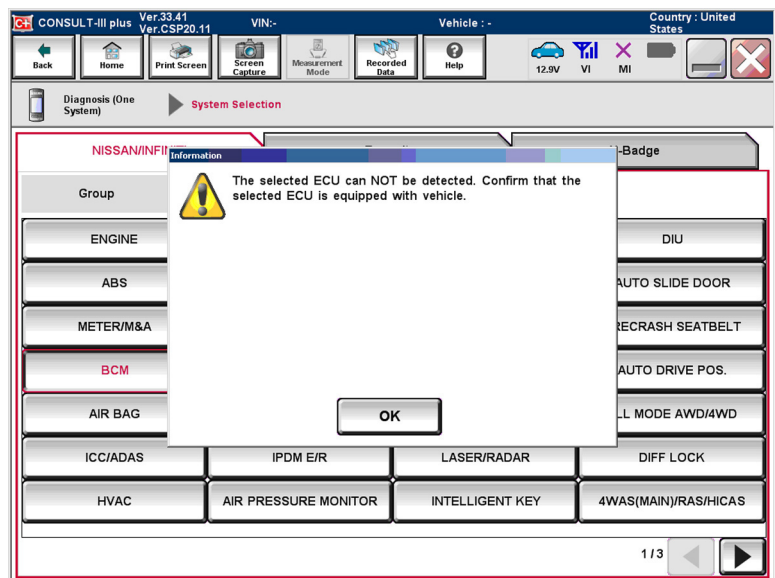 CONSULT-III plus Ver.33.41
Ver.CSP20.11
VIN:-
Vehicle : -
Country : United
States
Back
Home
Print Screen
Screen
Capture
Measurement
Mode
Recorded
Data
Help
12.9V
VI
MI
Diagnosis (One
System)
System Selection
NISSAN/INFINITI
-Badge
Information
The selected ECU can NOT be detected. Confirm that the
selected ECU is equipped with vehicle.
OK
Group
ENGINE
DIU
ABS
AUTO SLIDE DOOR
METER/M&A
RECRASH SEATBELT
BCM
AUTO DRIVE POS.
AIR BAG
LL MODE AWD/4WD
ICC/ADAS
IPDM E/R
LASER/RADAR
DIFF LOCK
HVAC
AIR PRESSURE MONITOR
INTELLIGENT KEY
4WAS(MAIN)/RAS/HICAS
1/3